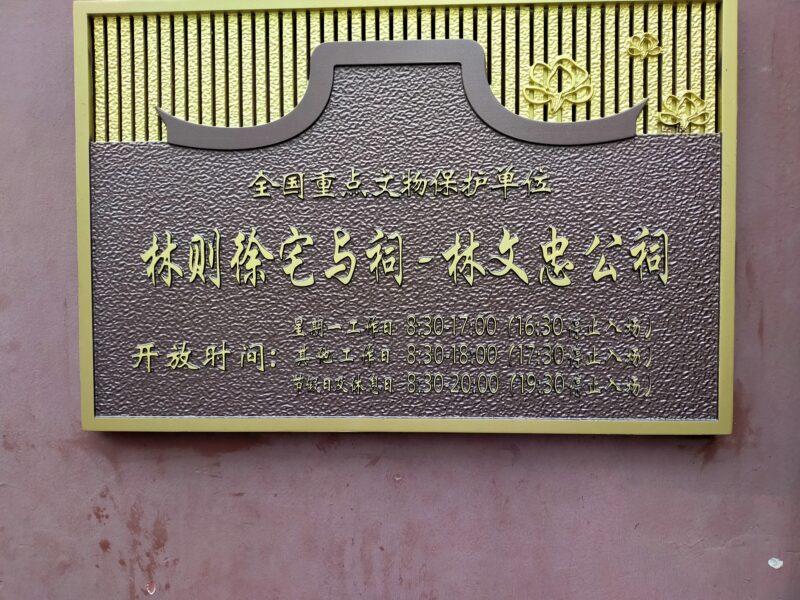 全国重点文物保护单位
林则徐宅与祠-林文忠公祠
开放时间:
星期一工作日 8:30-17:00 (16:30停止入场)
其他工作日 8:30-18:00 (17:30停止入场)
节假日及休息日 8:30-20:00 (19:30停止入场)